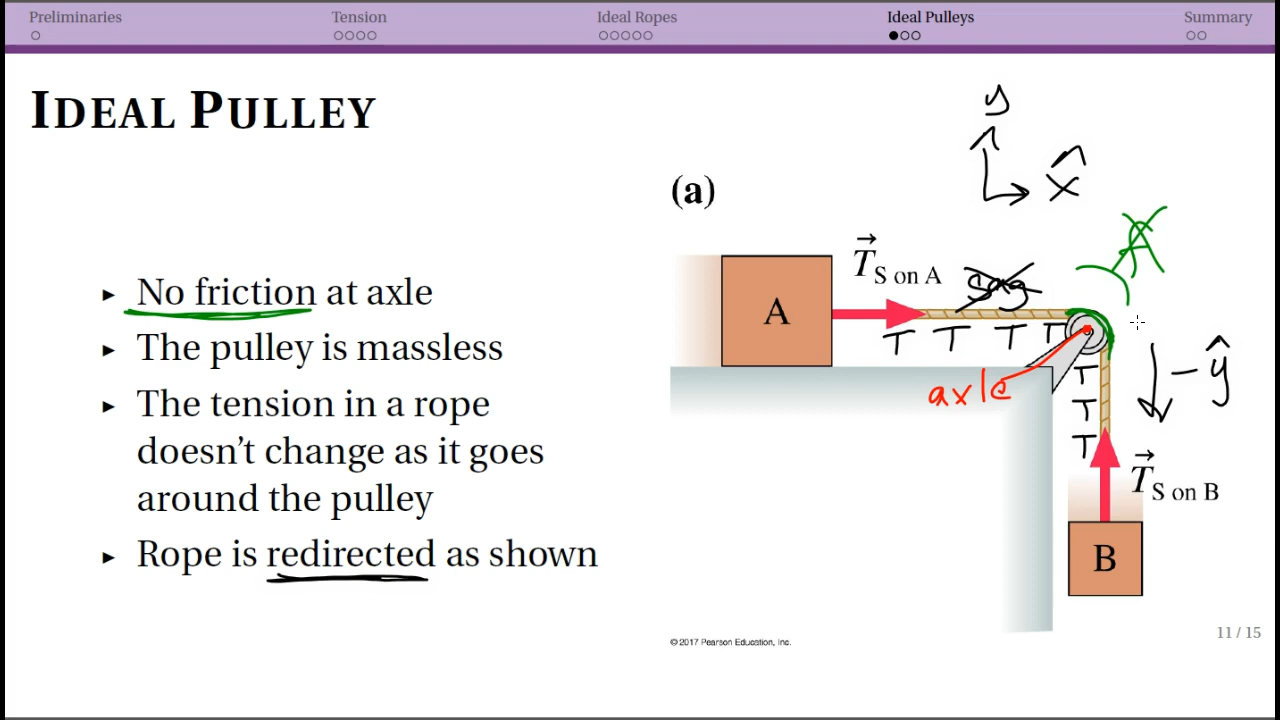 Preliminaries Tension Ideal Ropes Ideal Pulleys Summary
IDEAL PULLEY
No friction at axle
The pulley is massless
The tension in a rope
doesn't change as it goes
around the pulley
Rope is redirected as shown
y
x̂
(a)
A
T⃗ S on A
sag
A
T T T T
axle
T
T
T
− ŷ
T⃗ S on B
B
© 2017 Pearson Education, Inc.
11 / 15